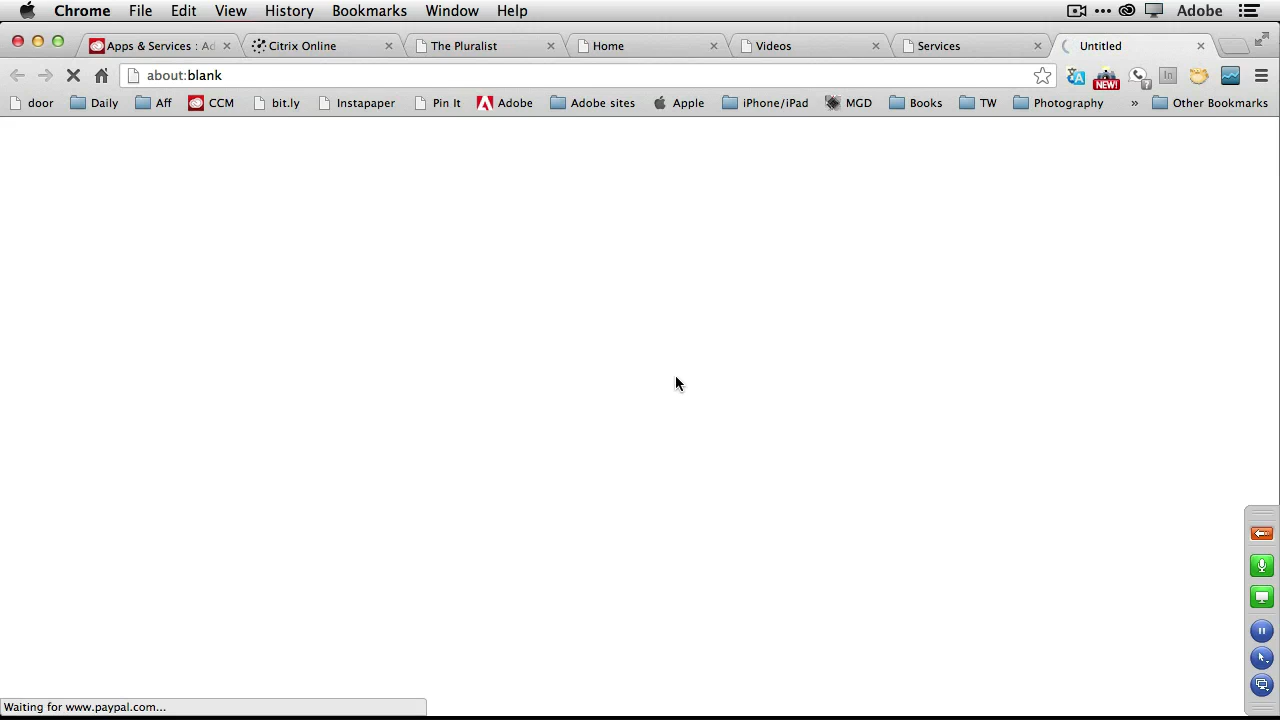 Chrome File Edit View History Bookmarks Window Help Adobe
Apps & Services : Ad Citrix Online The Pluralist Home Videos Services Untitled
about:blank NEW! ? In
door Daily Aff CCM bit.ly Instapaper Pin It Adobe Adobe sites Apple iPhone/iPad MGD Books TW Photography » Other Bookmarks
Waiting for www.paypal.com...